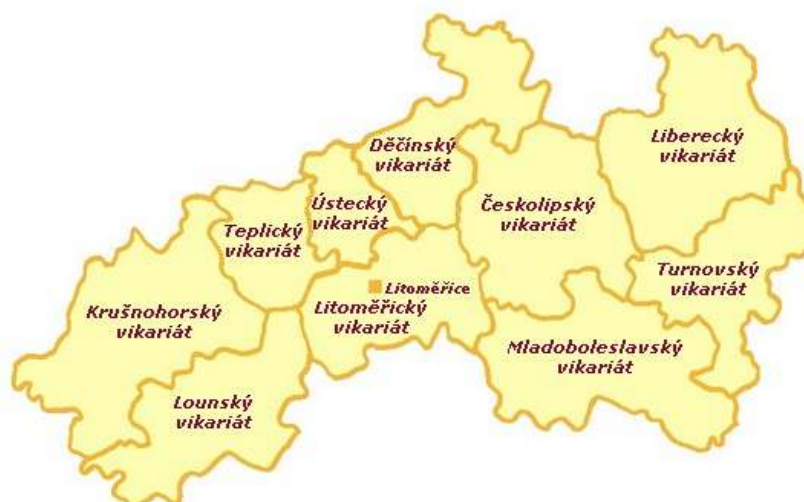 Děčínský
vikariát
Liberecký
vikariát
Ústecký
vikariát
Českolipský
vikariát
Teplický
vikariát
Turnovský
vikariát
Litoměřice
Litoměřický
vikariát
Krušnohorský
vikariát
Mladoboleslavský
vikariát
Lounský
vikariát